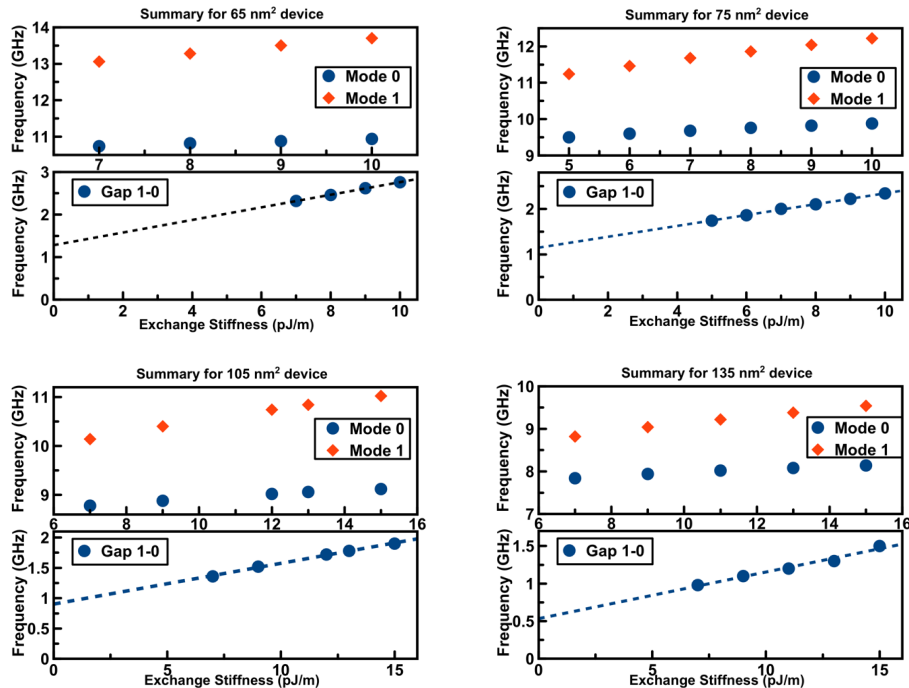 Summary for 65 nm² device
Frequency (GHz)
14
13
12
11
Mode 0
Mode 1
7
8
9
10
Frequency (GHz)
3
2
1
0
Gap 1-0
0
2
4
6
8
10
Exchange Stiffness (pJ/m)
Summary for 75 nm² device
Frequency (GHz)
12
11
10
9
Mode 0
Mode 1
5
6
7
8
9
10
Frequency (GHz)
2
1
0
Gap 1-0
0
2
4
6
8
10
Exchange Stiffness (pJ/m)
Summary for 105 nm² device
Frequency (GHz)
11
10
9
Mode 0
Mode 1
6
8
10
12
14
16
Frequency (GHz)
2
1.5
1
0.5
0
Gap 1-0
0
5
10
15
Exchange Stiffness (pJ/m)
Summary for 135 nm² device
Frequency (GHz)
10
9
8
7
Mode 0
Mode 1
6
8
10
12
14
16
Frequency (GHz)
1.5
1
0.5
0
Gap 1-0
0
5
10
15
Exchange Stiffness (pJ/m)